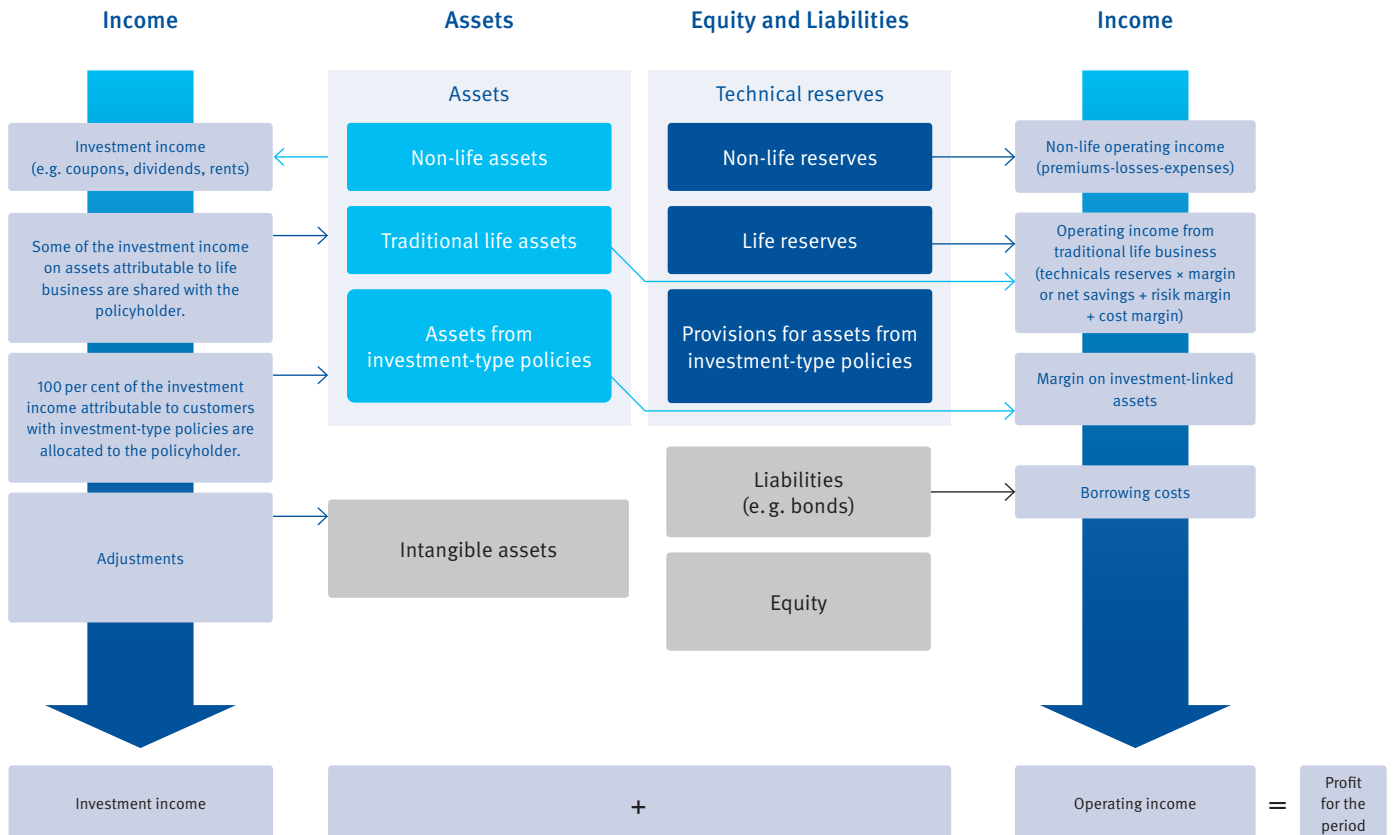 Income
Assets
Equity and Liabilities
Income
Assets
Technical reserves
Investment income
(e.g. coupons, dividends, rents)
Non-life assets
Non-life reserves
Non-life operating income
(premiums-losses-expenses)
Some of the investment income
on assets attributable to life
business are shared with the
policyholder.
Traditional life assets
Life reserves
Operating income from
traditional life business
(technicals reserves × margin
or net savings + risik margin
+ cost margin)
Assets from
investment-type policies
Provisions for assets from
investment-type policies
100 per cent of the investment
income attributable to customers
with investment-type policies are
allocated to the policyholder.
Margin on investment-linked
assets
Liabilities
(e. g. bonds)
Borrowing costs
Adjustments
Intangible assets
Equity
Investment income
+
Operating income
=
Profit
for the
period